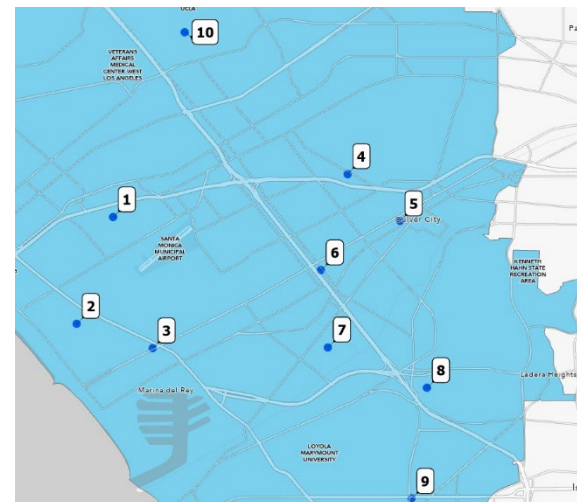 UCLA
10
Pa
VETERANS
AFFAIRS
MEDICAL
CENTER-WEST
LOS ANGELES
4
1
5
Culver City
SANTA
MONICA
MUNICIPAL
AIRPORT
6
KENNETH
HAHN STATE
RECREATION
AREA
2
3
7
8
Ladera Heights
Marina del Rey
LOYOLA
MARYMOUNT
UNIVERSITY
9